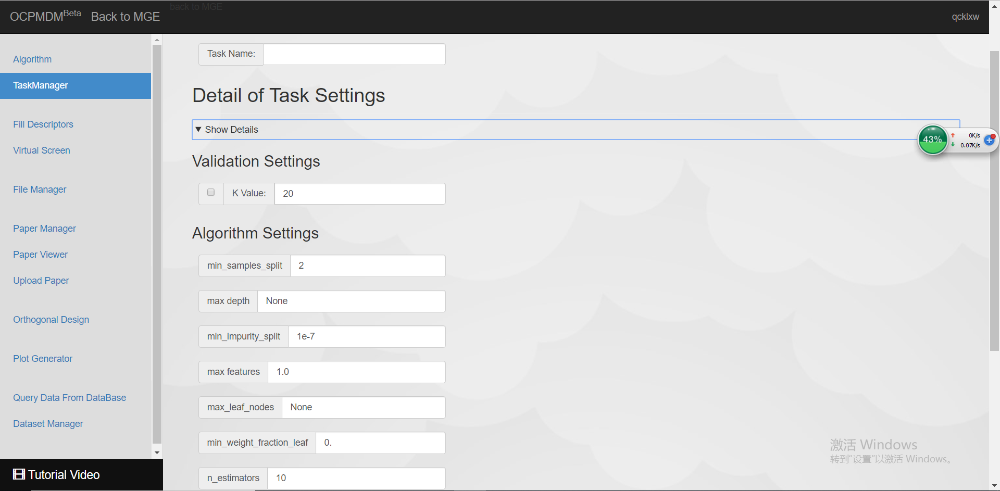 OCPMDMBeta Back to MGE
back to MGE
qcklxw
Algorithm
TaskManager
Fill Descriptors
Virtual Screen
File Manager
Paper Manager
Paper Viewer
Upload Paper
Orthogonal Design
Plot Generator
Query Data From DataBase
Dataset Manager
Tutorial Video
Task Name:
Detail of Task Settings
▼ Show Details
Validation Settings
K Value: 20
Algorithm Settings
min_samples_split 2
max depth None
min_impurity_split 1e-7
max features 1.0
max_leaf_nodes None
min_weight_fraction_leaf 0.
n_estimators 10
43%
0K/s
0.07K/s
激活 Windows
转到“设置”以激活 Windows。